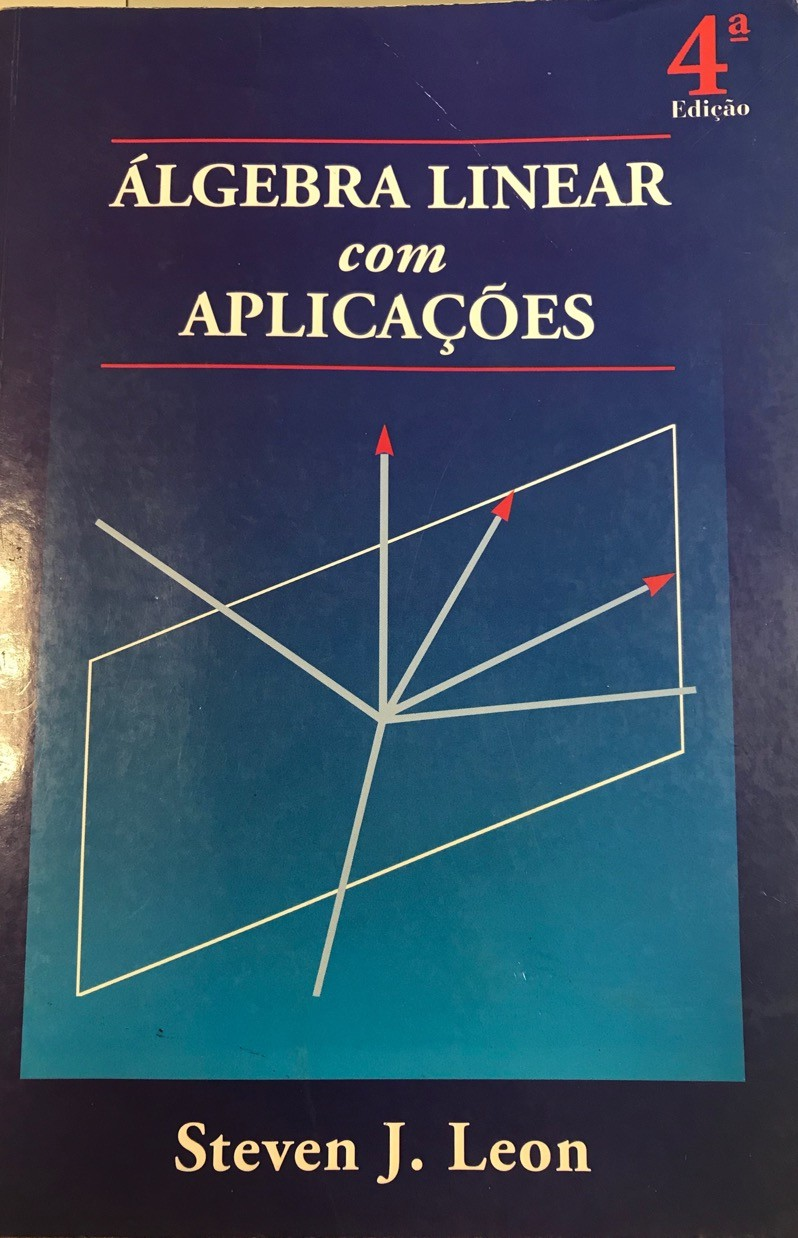 4ª
Edição
ÁLGEBRA LINEAR
com
APLICAÇÕES
Steven J. Leon